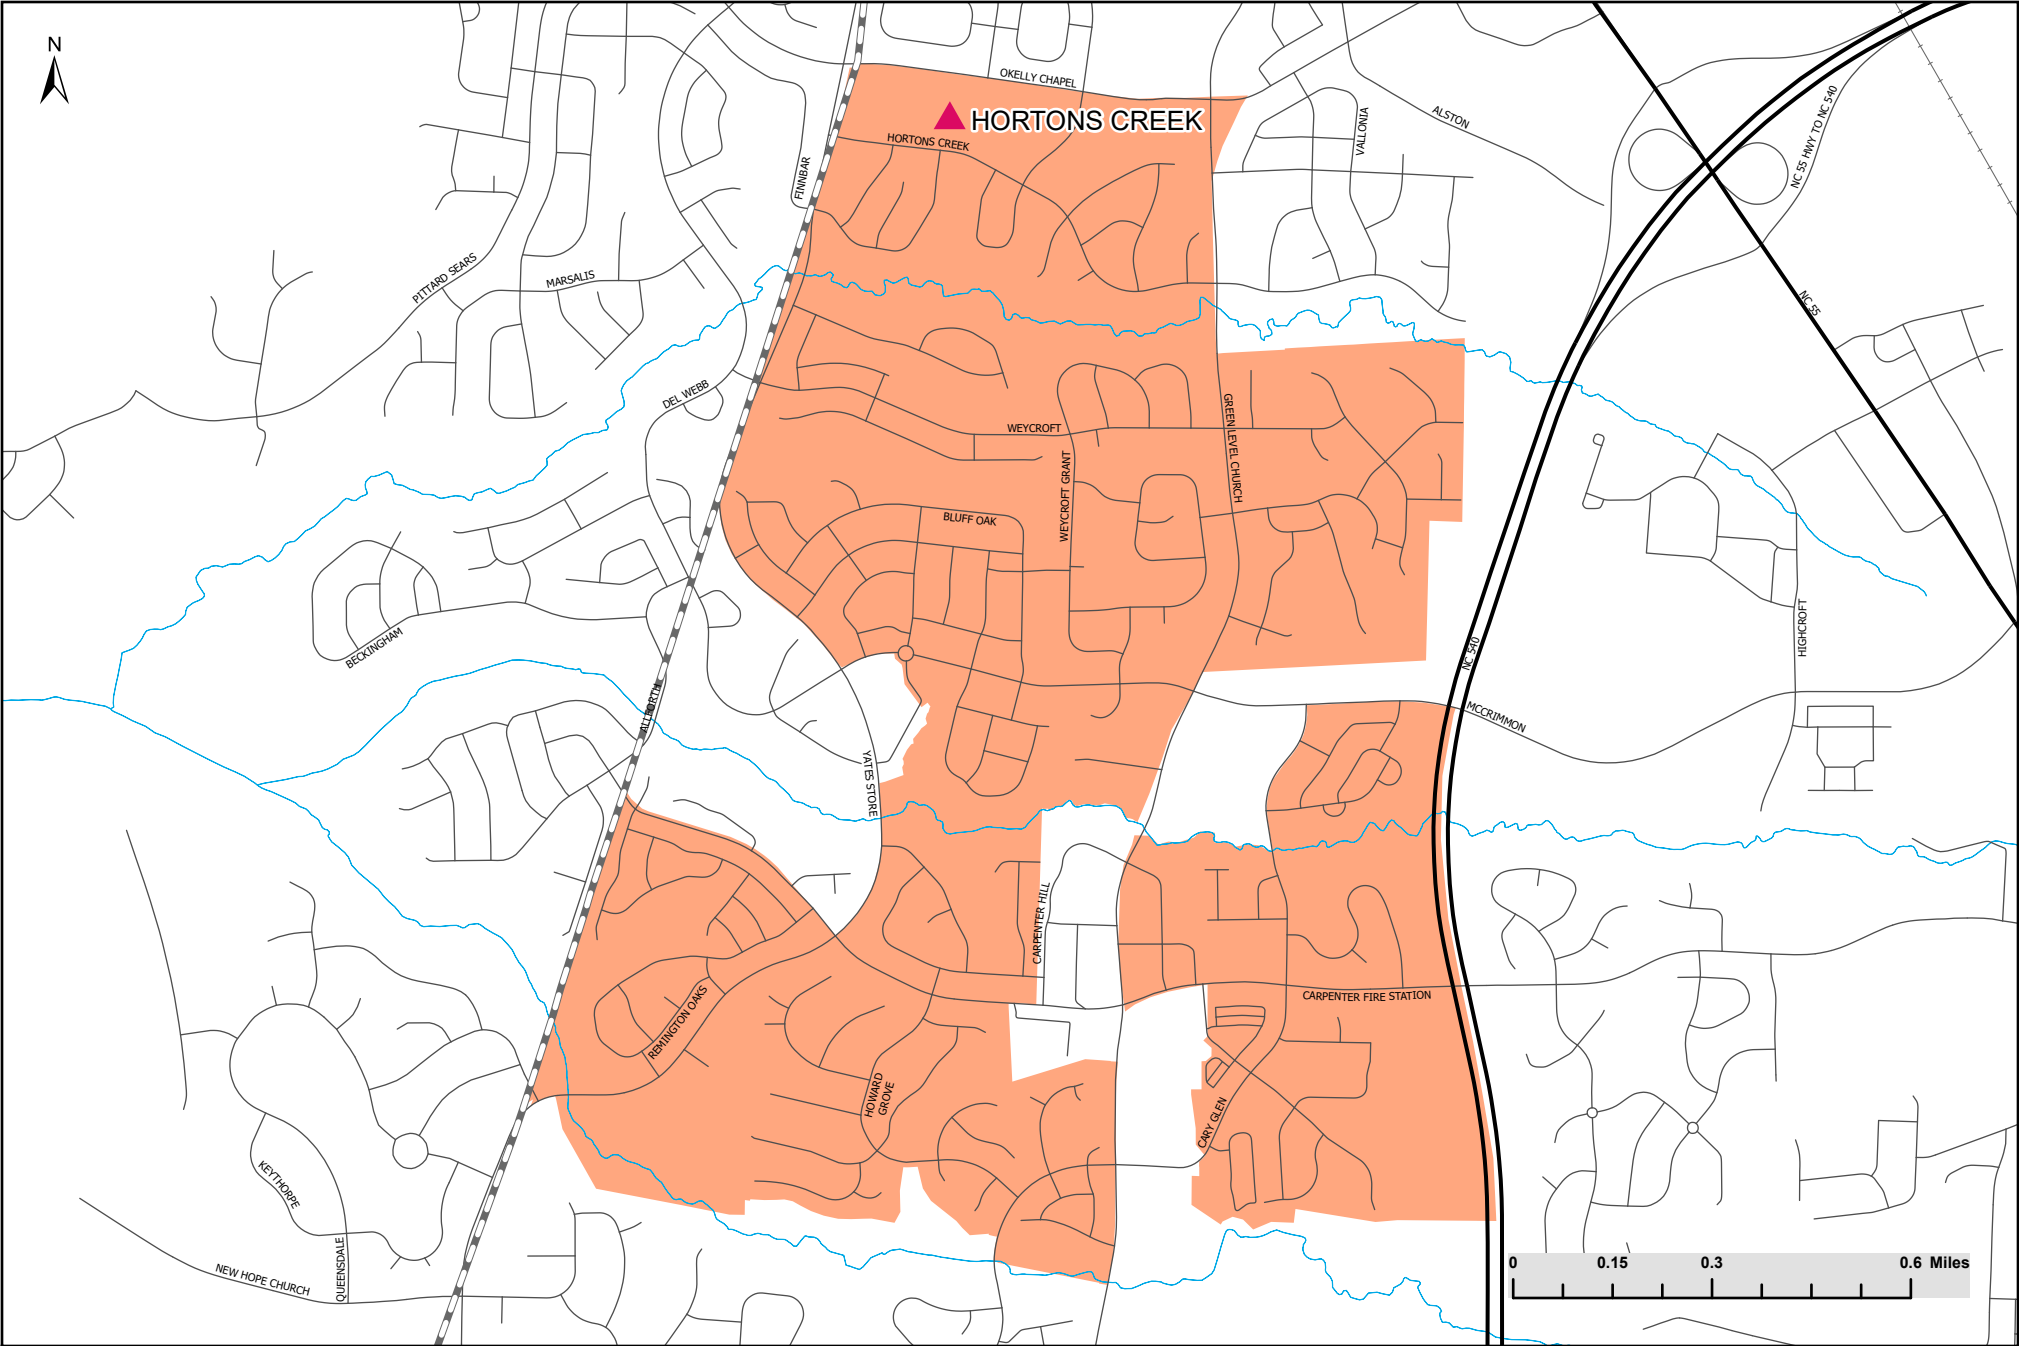 N
OKELLY CHAPEL
HORTONS CREEK
HORTONS CREEK
FINNBAR
VALLONIA
ALSTON
NC 55 HWY TO NC 540
PITTARD SEARS
MARSALIS
NC 55
DEL WEBB
WEYCROFT
GREEN LEVEL CHURCH
WEYCROFT GRANT
BLUFF OAK
BECKINGHAM
HIGHCROFT
NC 540
ALLFORTH
MCCRIMMON
YATES STORE
CARPENTER HILL
CARPENTER FIRE STATION
REMINGTON OAKS
HOWARD
GROVE
CARY GLEN
KEYTHORPE
QUEENSDALE
NEW HOPE CHURCH
0 0.15 0.3 0.6 Miles